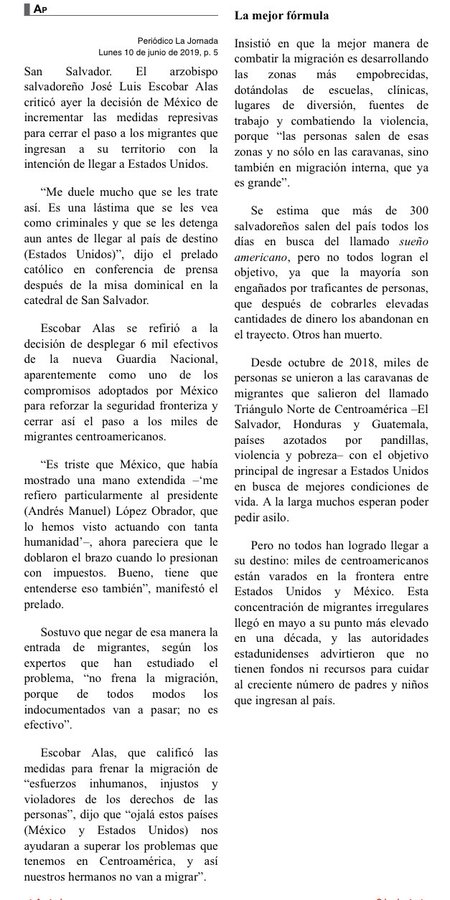 AP
Periódico La Jornada
Lunes 10 de junio de 2019, p. 5
San Salvador. El arzobispo
salvadoreño José Luis Escobar Alas
criticó ayer la decisión de México de
incrementar las medidas represivas
para cerrar el paso a los migrantes que
ingresan a su territorio con la
intención de llegar a Estados Unidos.
“Me duele mucho que se les trate
así. Es una lástima que se les vea
como criminales y que se les detenga
aun antes de llegar al país de destino
(Estados Unidos)”, dijo el prelado
católico en conferencia de prensa
después de la misa dominical en la
catedral de San Salvador.
Escobar Alas se refirió a la
decisión de desplegar 6 mil efectivos
de la nueva Guardia Nacional,
aparentemente como uno de los
compromisos adoptados por México
para reforzar la seguridad fronteriza y
cerrar así el paso a los miles de
migrantes centroamericanos.
“Es triste que México, que había
mostrado una mano extendida –‘me
refiero particularmente al presidente
(Andrés Manuel) López Obrador, que
lo hemos visto actuando con tanta
humanidad’–, ahora pareciera que le
doblaron el brazo cuando lo presionan
con impuestos. Bueno, tiene que
entenderse eso también”, manifestó el
prelado.
Sostuvo que negar de esa manera la
entrada de migrantes, según los
expertos que han estudiado el
problema, “no frena la migración,
porque de todos modos los
indocumentados van a pasar; no es
efectivo”.
Escobar Alas, que calificó las
medidas para frenar la migración de
“esfuerzos inhumanos, injustos y
violadores de los derechos de las
personas”, dijo que “ojalá estos países
(México y Estados Unidos) nos
ayudaran a superar los problemas que
tenemos en Centroamérica, y así
nuestros hermanos no van a migrar”.
La mejor fórmula
Insistió en que la mejor manera de
combatir la migración es desarrollando
las zonas más empobrecidas,
dotándolas de escuelas, clínicas,
lugares de diversión, fuentes de
trabajo y combatiendo la violencia,
porque “las personas salen de esas
zonas y no sólo en las caravanas, sino
también en migración interna, que ya
es grande”.
Se estima que más de 300
salvadoreños salen del país todos los
días en busca del llamado sueño
americano, pero no todos logran el
objetivo, ya que la mayoría son
engañados por traficantes de personas,
que después de cobrarles elevadas
cantidades de dinero los abandonan en
el trayecto. Otros han muerto.
Desde octubre de 2018, miles de
personas se unieron a las caravanas de
migrantes que salieron del llamado
Triángulo Norte de Centroamérica –El
Salvador, Honduras y Guatemala,
países azotados por pandillas,
violencia y pobreza– con el objetivo
principal de ingresar a Estados Unidos
en busca de mejores condiciones de
vida. A la larga muchos esperan poder
pedir asilo.
Pero no todos han logrado llegar a
su destino: miles de centroamericanos
están varados en la frontera entre
Estados Unidos y México. Esta
concentración de migrantes irregulares
llegó en mayo a su punto más elevado
en una década, y las autoridades
estadunidenses advirtieron que no
tienen fondos ni recursos para cuidar
al creciente número de padres y niños
que ingresan al país.